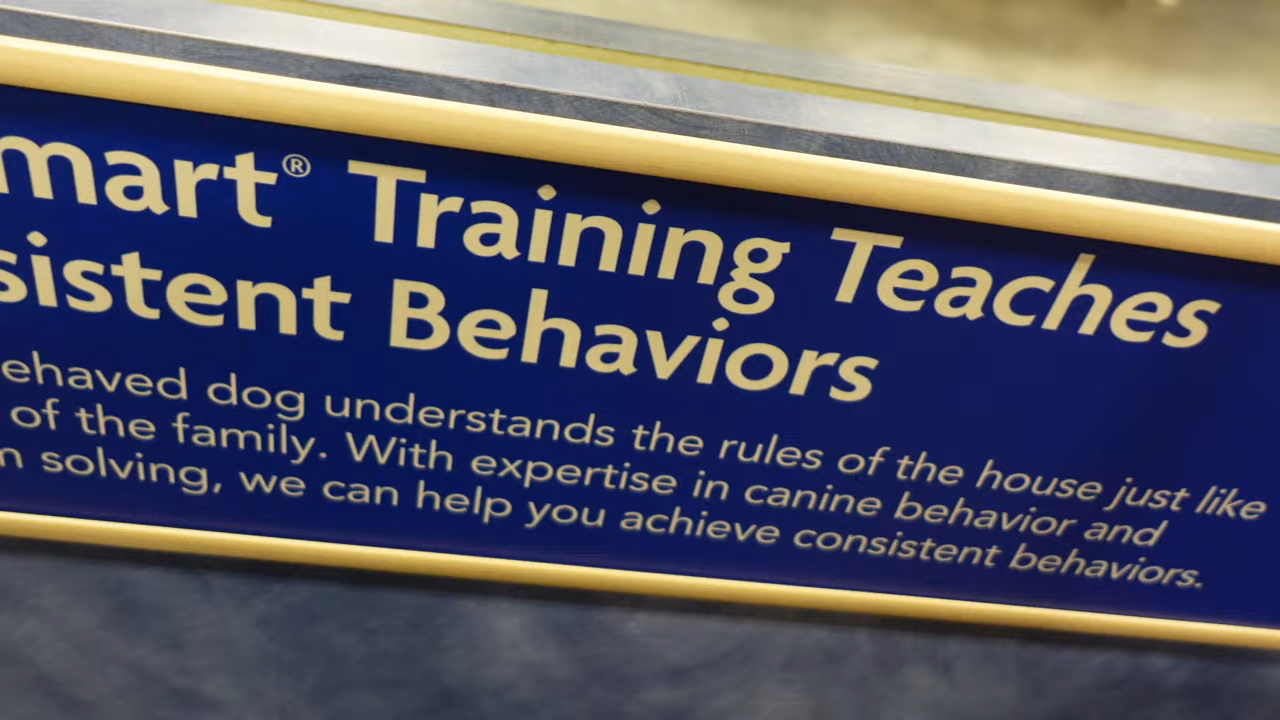 mart® Training Teaches
sistent Behaviors
ehaved dog understands the rules of the house just like
of the family. With expertise in canine behavior and
m solving, we can help you achieve consistent behaviors.